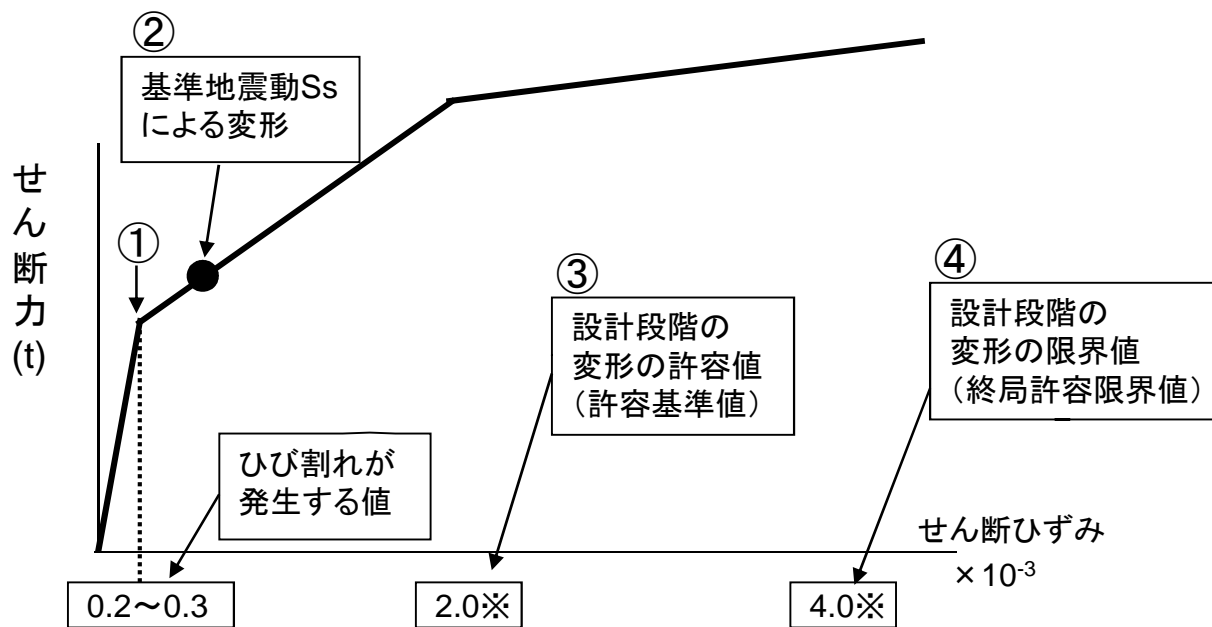 ②
基準地震動Ss
による変形
せん断力(t)
①
③
設計段階の
変形の許容値
（許容基準値）
④
設計段階の
変形の限界値
（終局許容限界値）
ひび割れが
発生する値
せん断ひずみ
×10-3
0.2～0.3
2.0※
4.0※